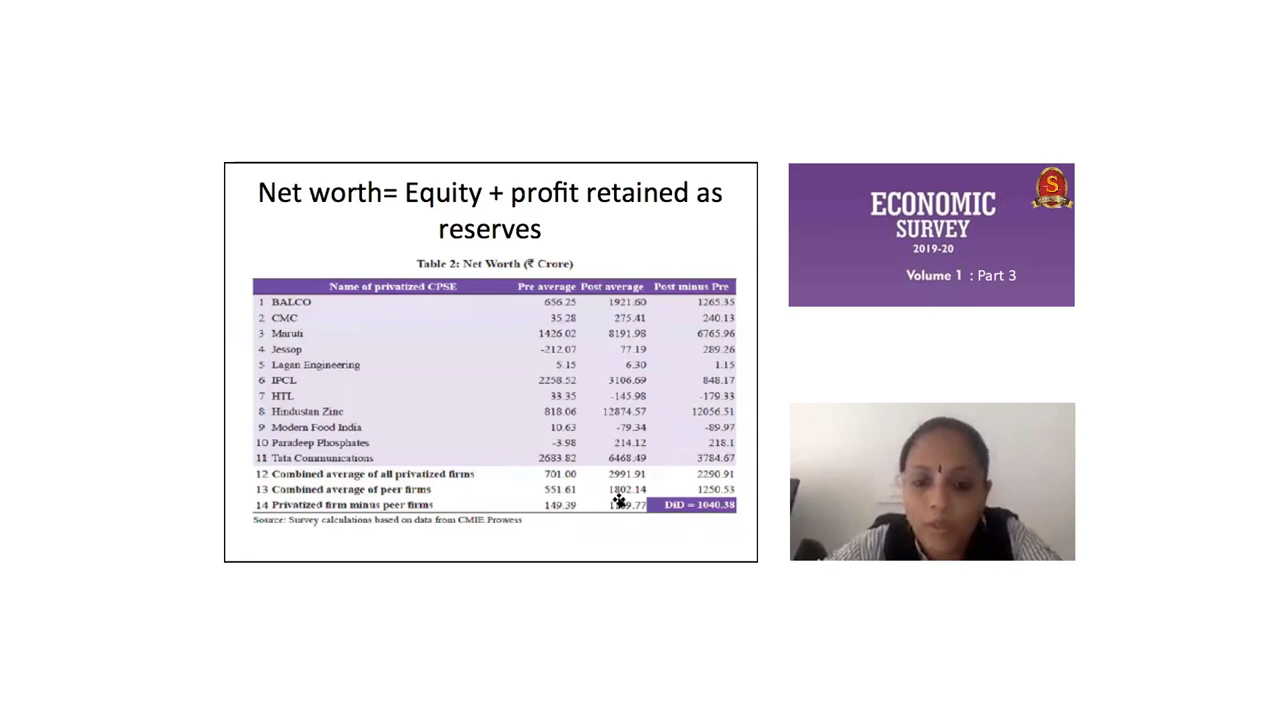 Net worth= Equity + profit retained as
reserves
Table 2: Net Worth (₹ Crore)
Name of privatized CPSE Pre average Post average Post minus Pre
1 BALCO 656.25 1921.60 1265.35
2 CMC 35.28 275.41 240.13
3 Maruti 1426.02 8191.98 6765.96
4 Jessop -212.07 77.19 289.26
5 Lagan Engineering 5.15 6.30 1.15
6 IPCL 2258.52 3106.69 848.17
7 HTL 33.35 -145.98 -179.33
8 Hindustan Zinc 818.06 12874.57 12056.51
9 Modern Food India 10.63 -79.34 -89.97
10 Paradeep Phosphates -3.98 214.12 218.1
11 Tata Communications 2683.82 6468.49 3784.67
12 Combined average of all privatized firms 701.00 2991.91 2290.91
13 Combined average of peer firms 551.61 1802.14 1250.53
14 Privatized firm minus peer firms 149.39 DiD = 1040.38
Source: Survey calculations based on data from CMIE Prowess
S
ECONOMIC
SURVEY
2019-20
Volume 1 : Part 3